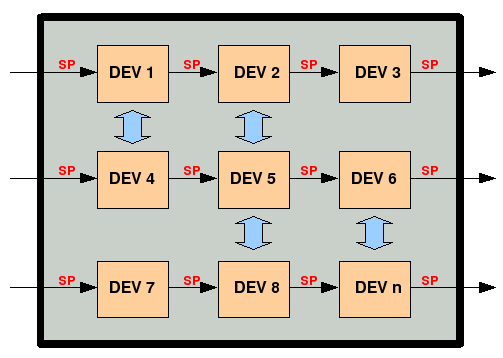 SP SP SP SP
DEV 1 DEV 2 DEV 3
SP SP SP SP
DEV 4 DEV 5 DEV 6
SP SP SP SP
DEV 7 DEV 8 DEV n